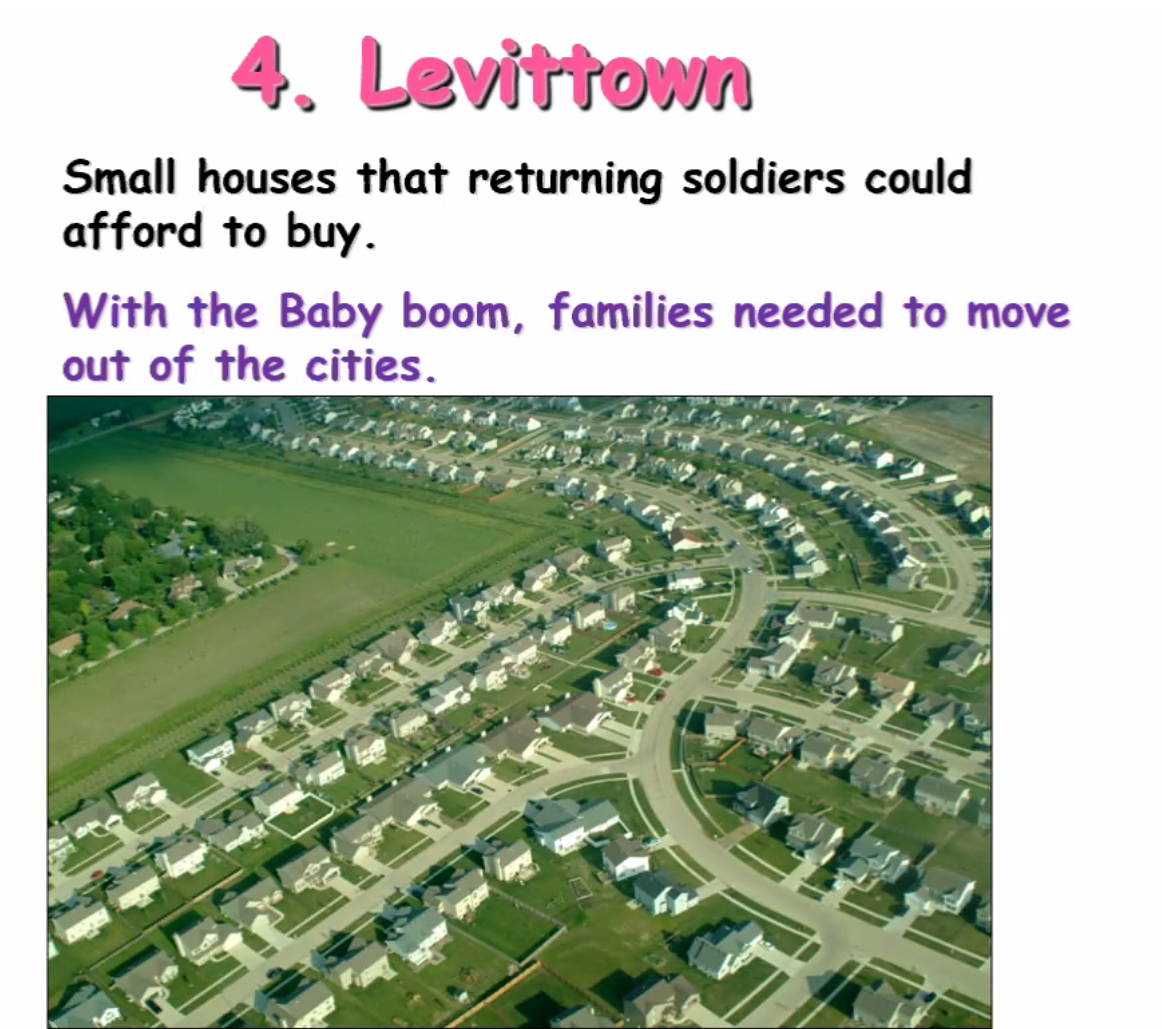 4. Levittown
Small houses that returning soldiers could
afford to buy.
With the Baby boom, families needed to move
out of the cities.